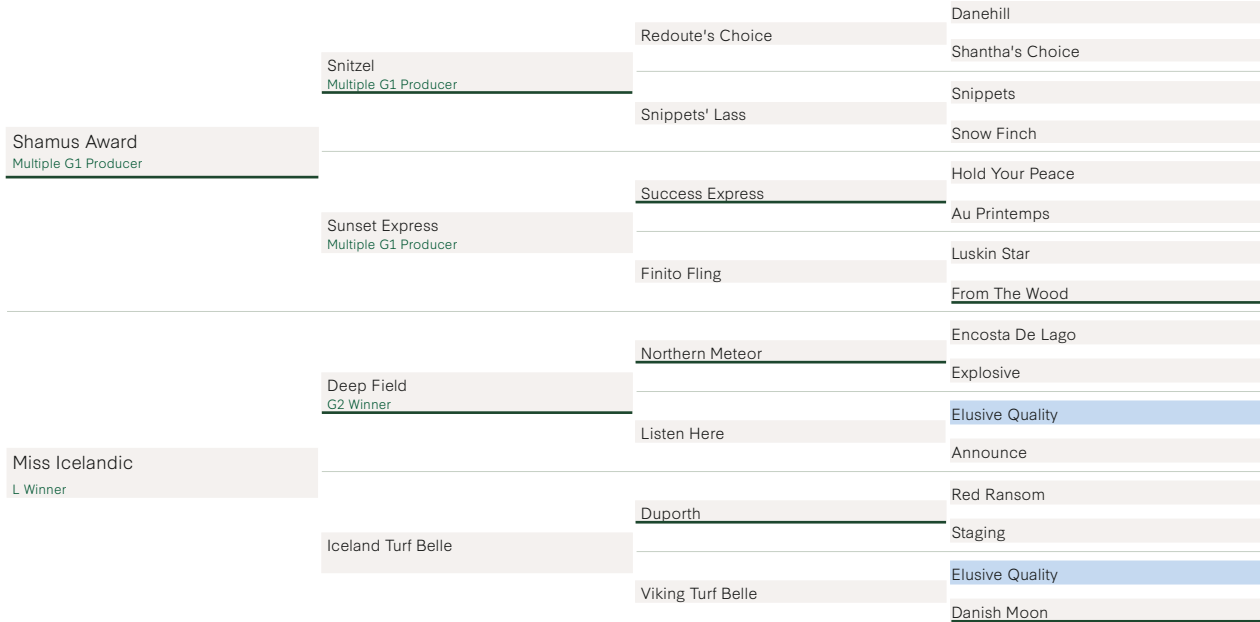 Shamus Award
Multiple G1 Producer
Miss Icelandic
L Winner
Snitzel
Multiple G1 Producer
Sunset Express
Multiple G1 Producer
Deep Field
G2 Winner
Iceland Turf Belle
Redoute's Choice
Snippets' Lass
Success Express
Finito Fling
Northern Meteor
Listen Here
Duporth
Viking Turf Belle
Danehill
Shantha's Choice
Snippets
Snow Finch
Hold Your Peace
Au Printemps
Luskin Star
From The Wood
Encosta De Lago
Explosive
Elusive Quality
Announce
Red Ransom
Staging
Elusive Quality
Danish Moon